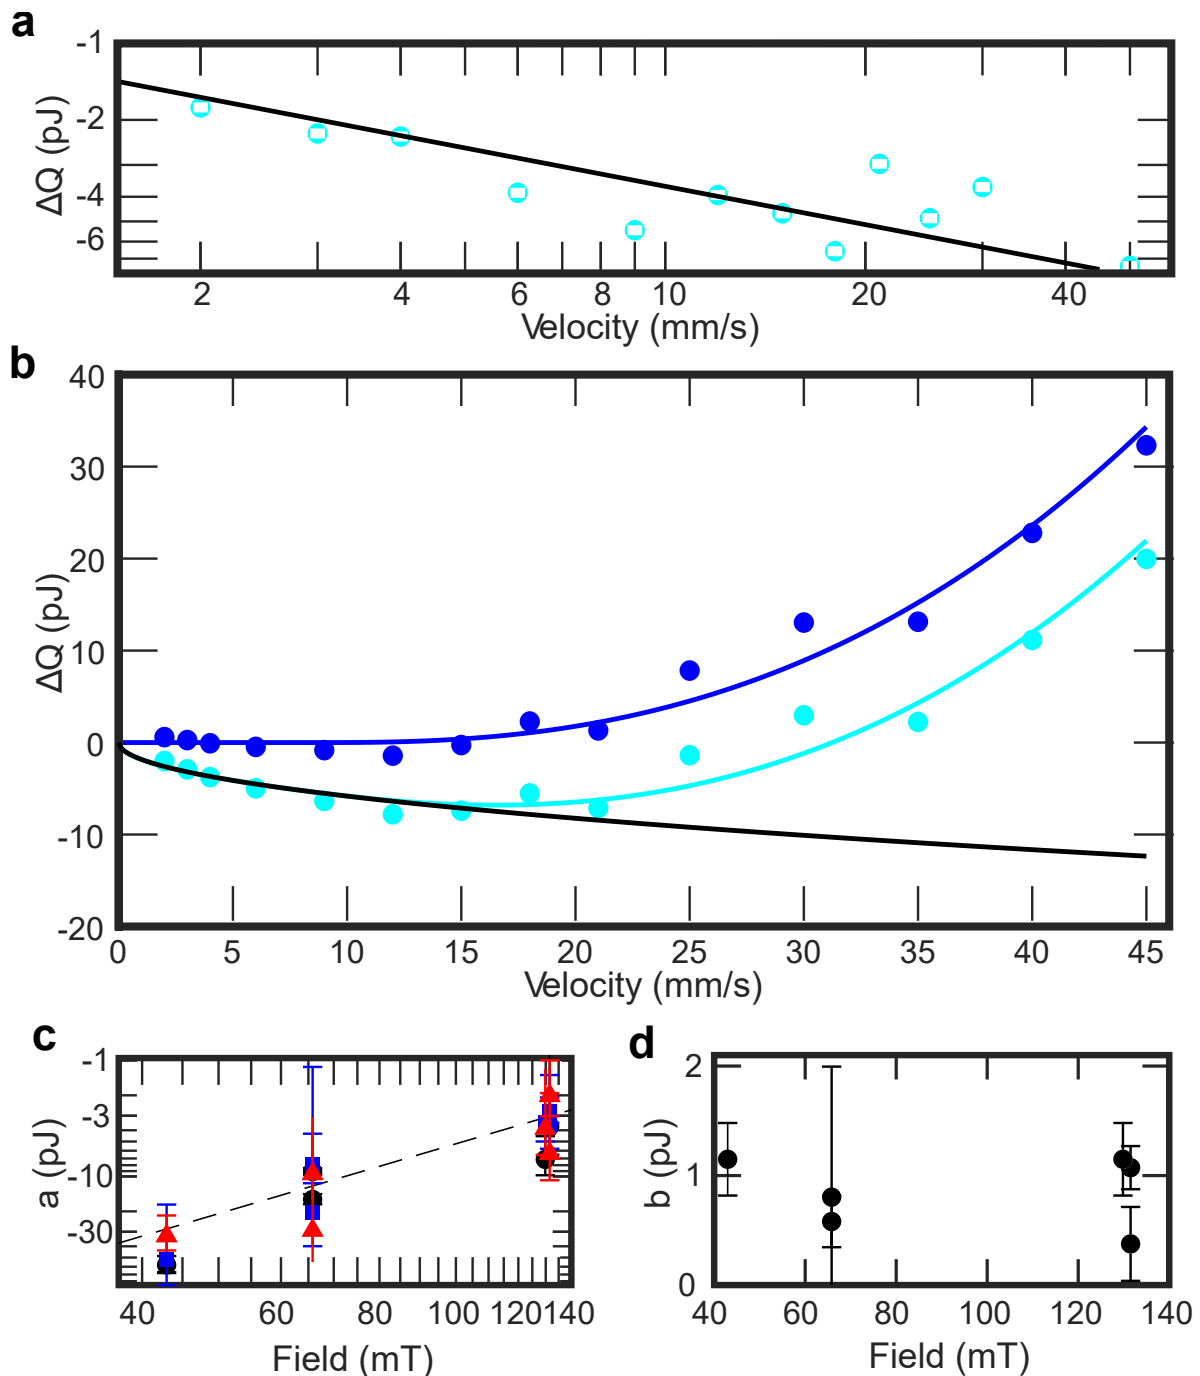 a
-1
-2
-4
-6
ΔQ (pJ)
2 4 6 8 10 20 40
Velocity (mm/s)
b
40
30
20
10
0
-10
-20
ΔQ (pJ)
0 5 10 15 20 25 30 35 40 45
Velocity (mm/s)
c
-1
-3
-10
-30
a (pJ)
40 60 80 100 120 140
Field (mT)
d
2
1
0
b (pJ)
40 60 80 100 120 140
Field (mT)